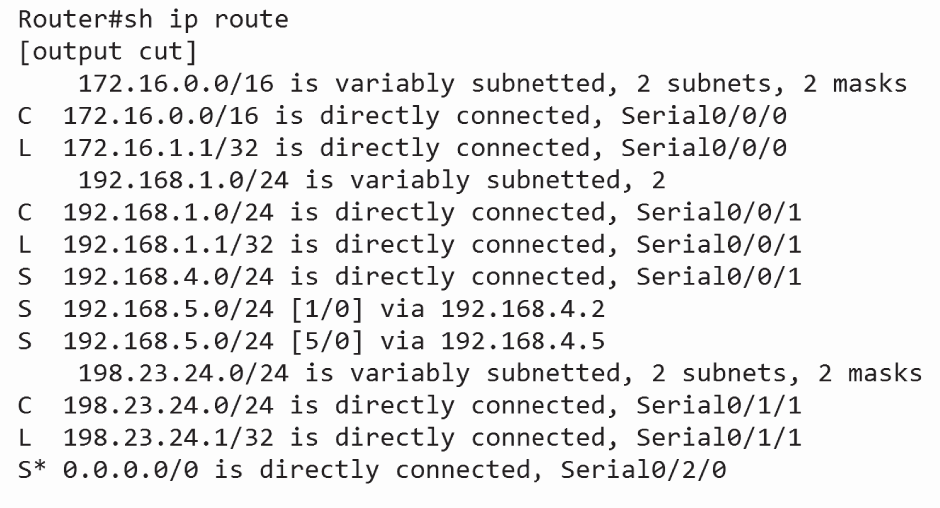 Router#sh ip route
[output cut]
172.16.0.0/16 is variably subnetted, 2 subnets, 2 masks
C 172.16.0.0/16 is directly connected, Serial0/0/0
L 172.16.1.1/32 is directly connected, Serial0/0/0
192.168.1.0/24 is variably subnetted, 2
C 192.168.1.0/24 is directly connected, Serial0/0/1
L 192.168.1.1/32 is directly connected, Serial0/0/1
S 192.168.4.0/24 is directly connected, Serial0/0/1
S 192.168.5.0/24 [1/0] via 192.168.4.2
S 192.168.5.0/24 [5/0] via 192.168.4.5
198.23.24.0/24 is variably subnetted, 2 subnets, 2 masks
C 198.23.24.0/24 is directly connected, Serial0/1/1
L 198.23.24.1/32 is directly connected, Serial0/1/1
S* 0.0.0.0/0 is directly connected, Serial0/2/0